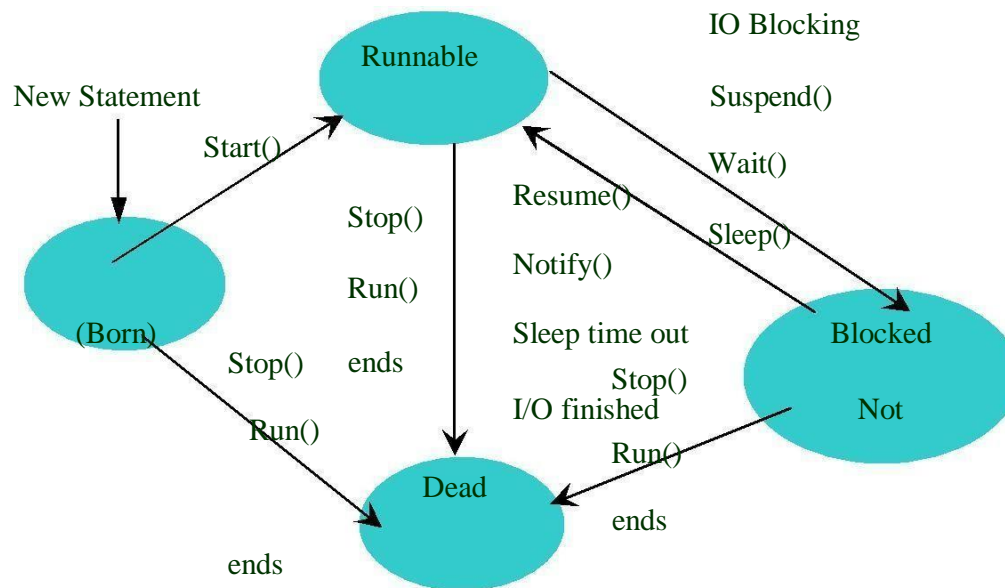 IO Blocking
Runnable
New Statement
Suspend()
Start()
Wait()
Resume()
Stop()
Sleep()
Notify()
Run()
(Born)
Sleep time out
Blocked
Stop()
ends
Stop()
I/O finished
Not
Run()
Run()
Dead
ends
ends